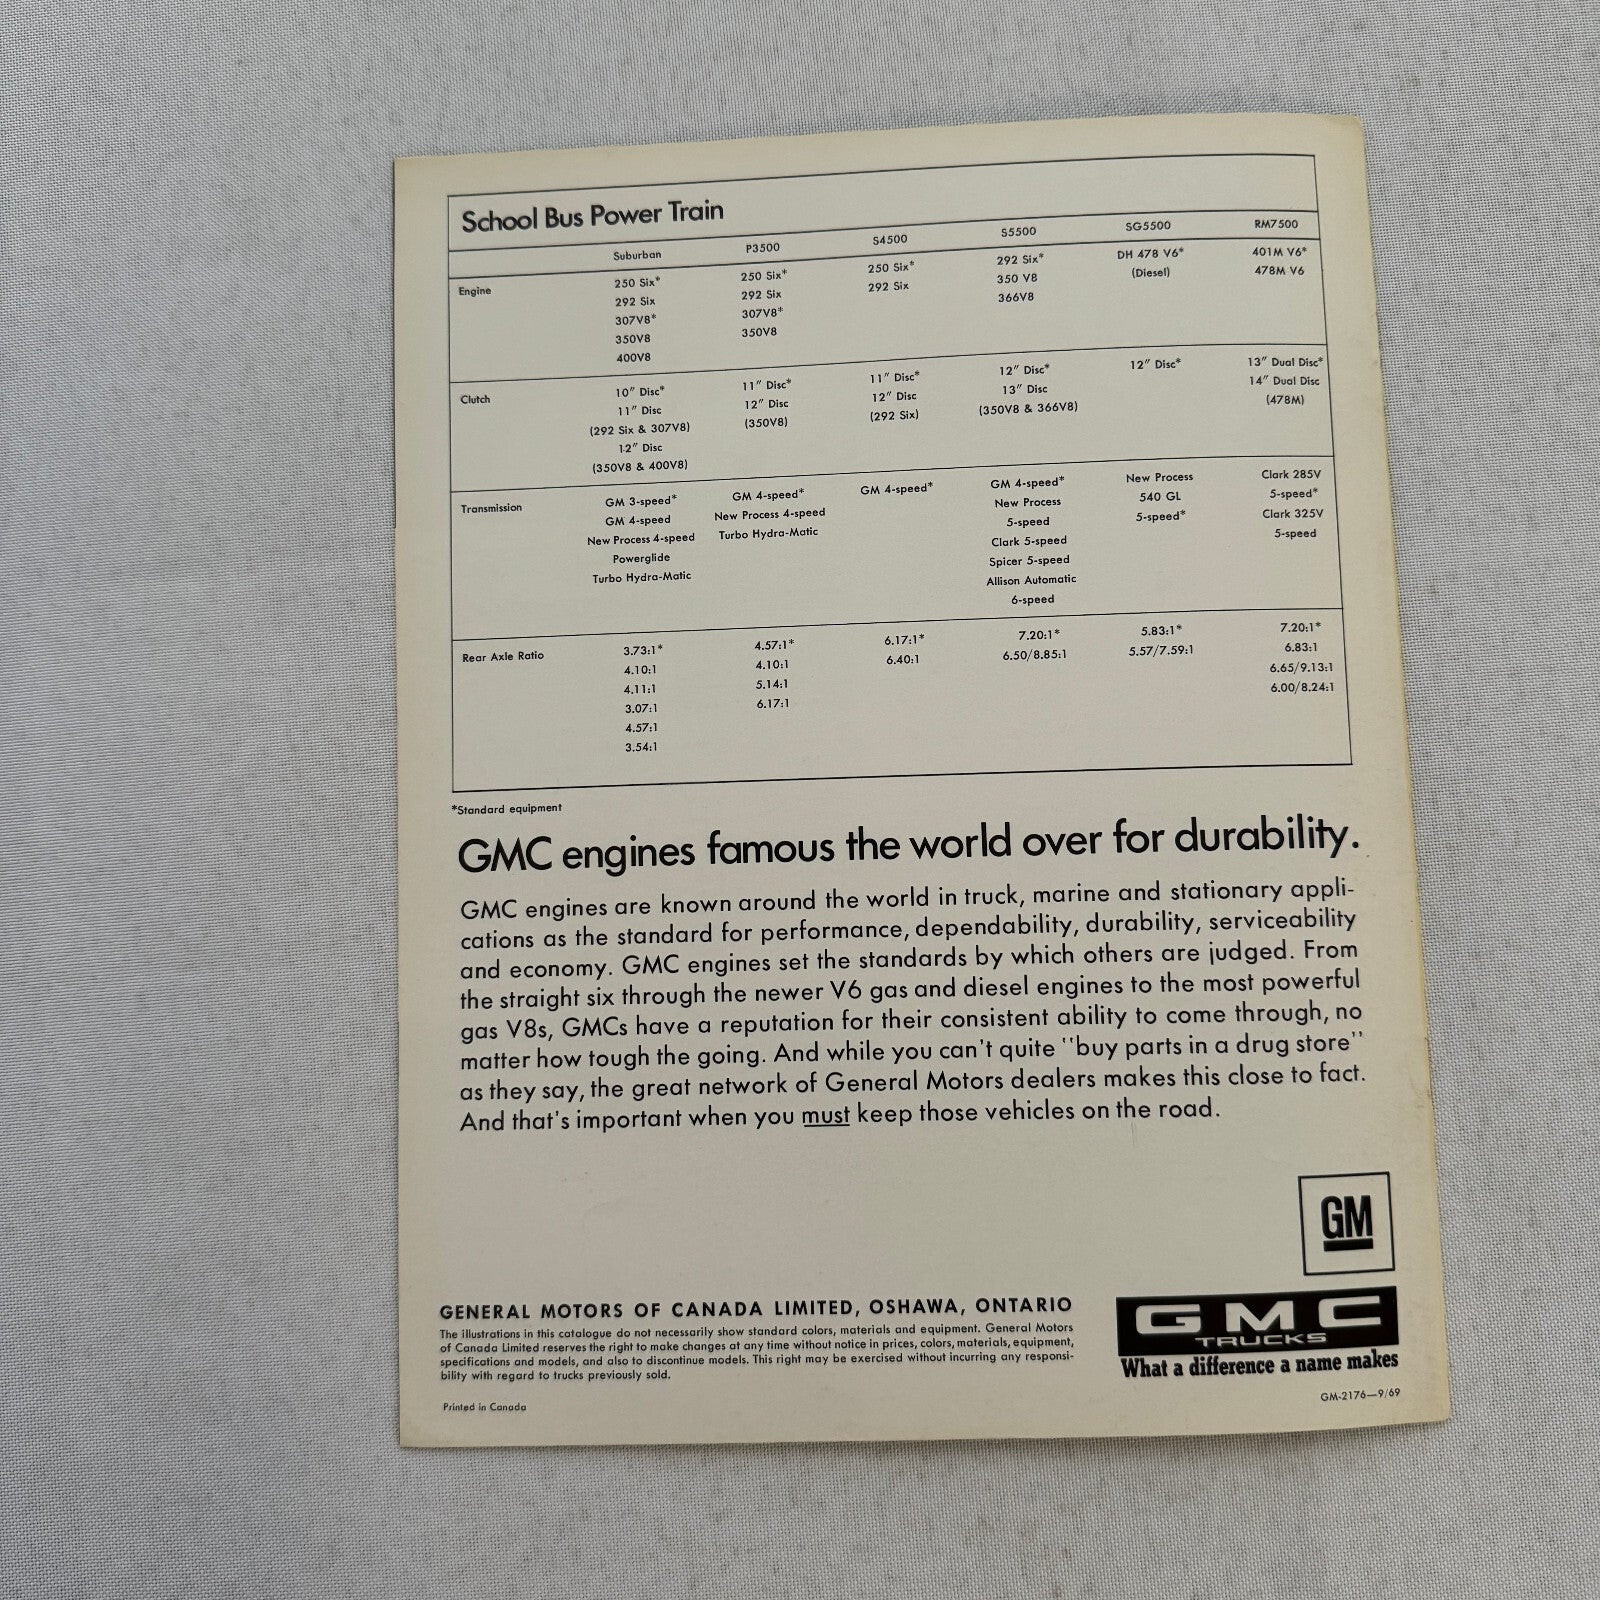 School Bus Power Train
Suburban P3500 S4500 S5500 SG5500 RM7500
Engine
250 Six*
292 Six
307V8*
350V8
400V8
250 Six*
292 Six
307V8*
350V8
250 Six*
292 Six
292 Six*
350 V8
366V8
DH 478 V6*
(Diesel)
401M V6*
478M V6
Clutch
10" Disc*
11" Disc
(292 Six & 307V8)
12" Disc
(350V8 & 400V8)
11" Disc*
12" Disc
(350V8)
11" Disc*
12" Disc
(292 Six)
12" Disc*
13" Disc
(350V8 & 366V8)
12" Disc*
13" Dual Disc*
14" Dual Disc
(478M)
Transmission
GM 3-speed*
GM 4-speed
New Process 4-speed
Powerglide
Turbo Hydra-Matic
GM 4-speed*
New Process 4-speed
Turbo Hydra-Matic
GM 4-speed*
GM 4-speed*
New Process
5-speed
Clark 5-speed
Spicer 5-speed
Allison Automatic
6-speed
New Process
540 GL
5-speed*
Clark 285V
5-speed*
Clark 325V
5-speed
Rear Axle Ratio
3.73:1*
4.10:1
4.11:1
3.07:1
4.57:1
3.54:1
4.57:1*
4.10:1
5.14:1
6.17:1
6.17:1*
6.40:1
7.20:1*
6.50/8.85:1
5.83:1*
5.57/7.59:1
7.20:1*
6.83:1
6.65/9.13:1
6.00/8.24:1
*Standard equipment
GMC engines famous the world over for durability.
GMC engines are known around the world in truck, marine and stationary appli-
cations as the standard for performance, dependability, durability, serviceability
and economy. GMC engines set the standards by which others are judged. From
the straight six through the newer V6 gas and diesel engines to the most powerful
gas V8s, GMCs have a reputation for their consistent ability to come through, no
matter how tough the going. And while you can't quite "buy parts in a drug store"
as they say, the great network of General Motors dealers makes this close to fact.
And that's important when you must keep those vehicles on the road.
GM
GENERAL MOTORS OF CANADA LIMITED, OSHAWA, ONTARIO
The illustrations in this catalogue do not necessarily show standard colors, materials and equipment. General Motors
of Canada Limited reserves the right to make changes at any time without notice in prices, colors, materials, equipment,
specifications and models, and also to discontinue models. This right may be exercised without incurring any responsi-
bility with regard to trucks previously sold.
Printed in Canada
GMC
TRUCKS
What a difference a name makes
GM-2176—9/69